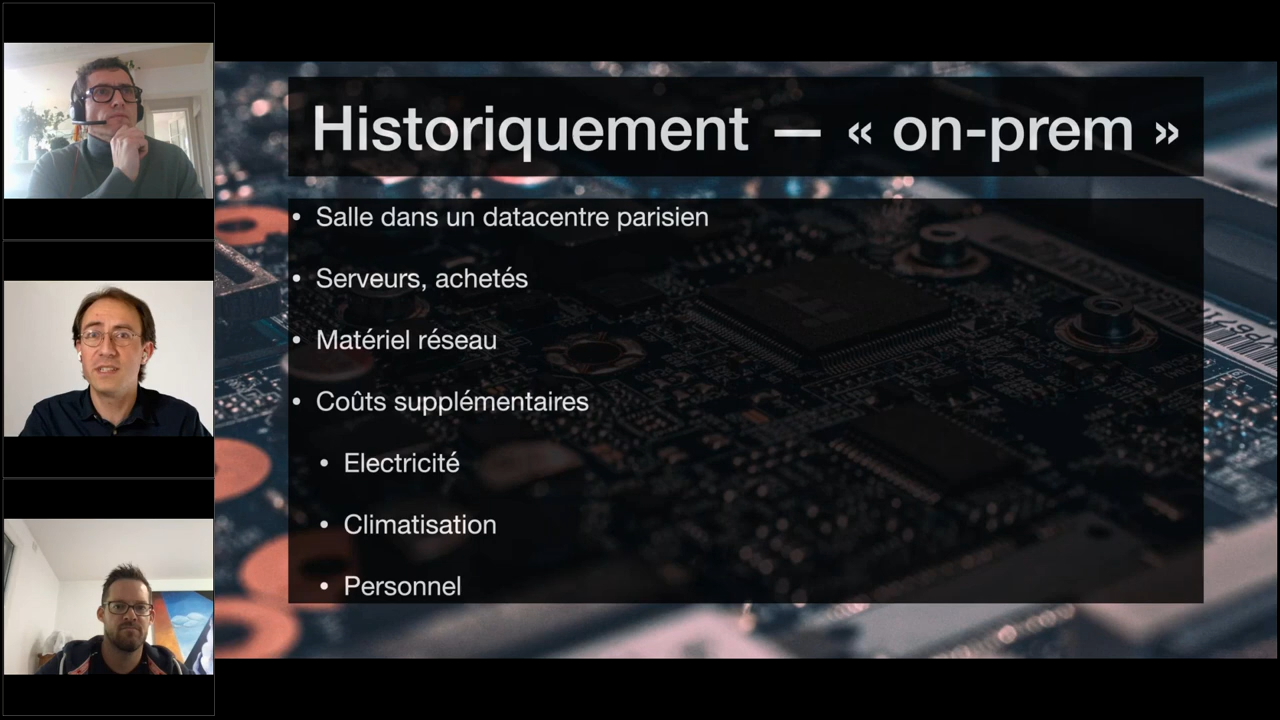 Historiquement — « on-prem »
• Salle dans un datacentre parisien
• Serveurs, achetés
• Matériel réseau
• Coûts supplémentaires
• Electricité
• Climatisation
• Personnel